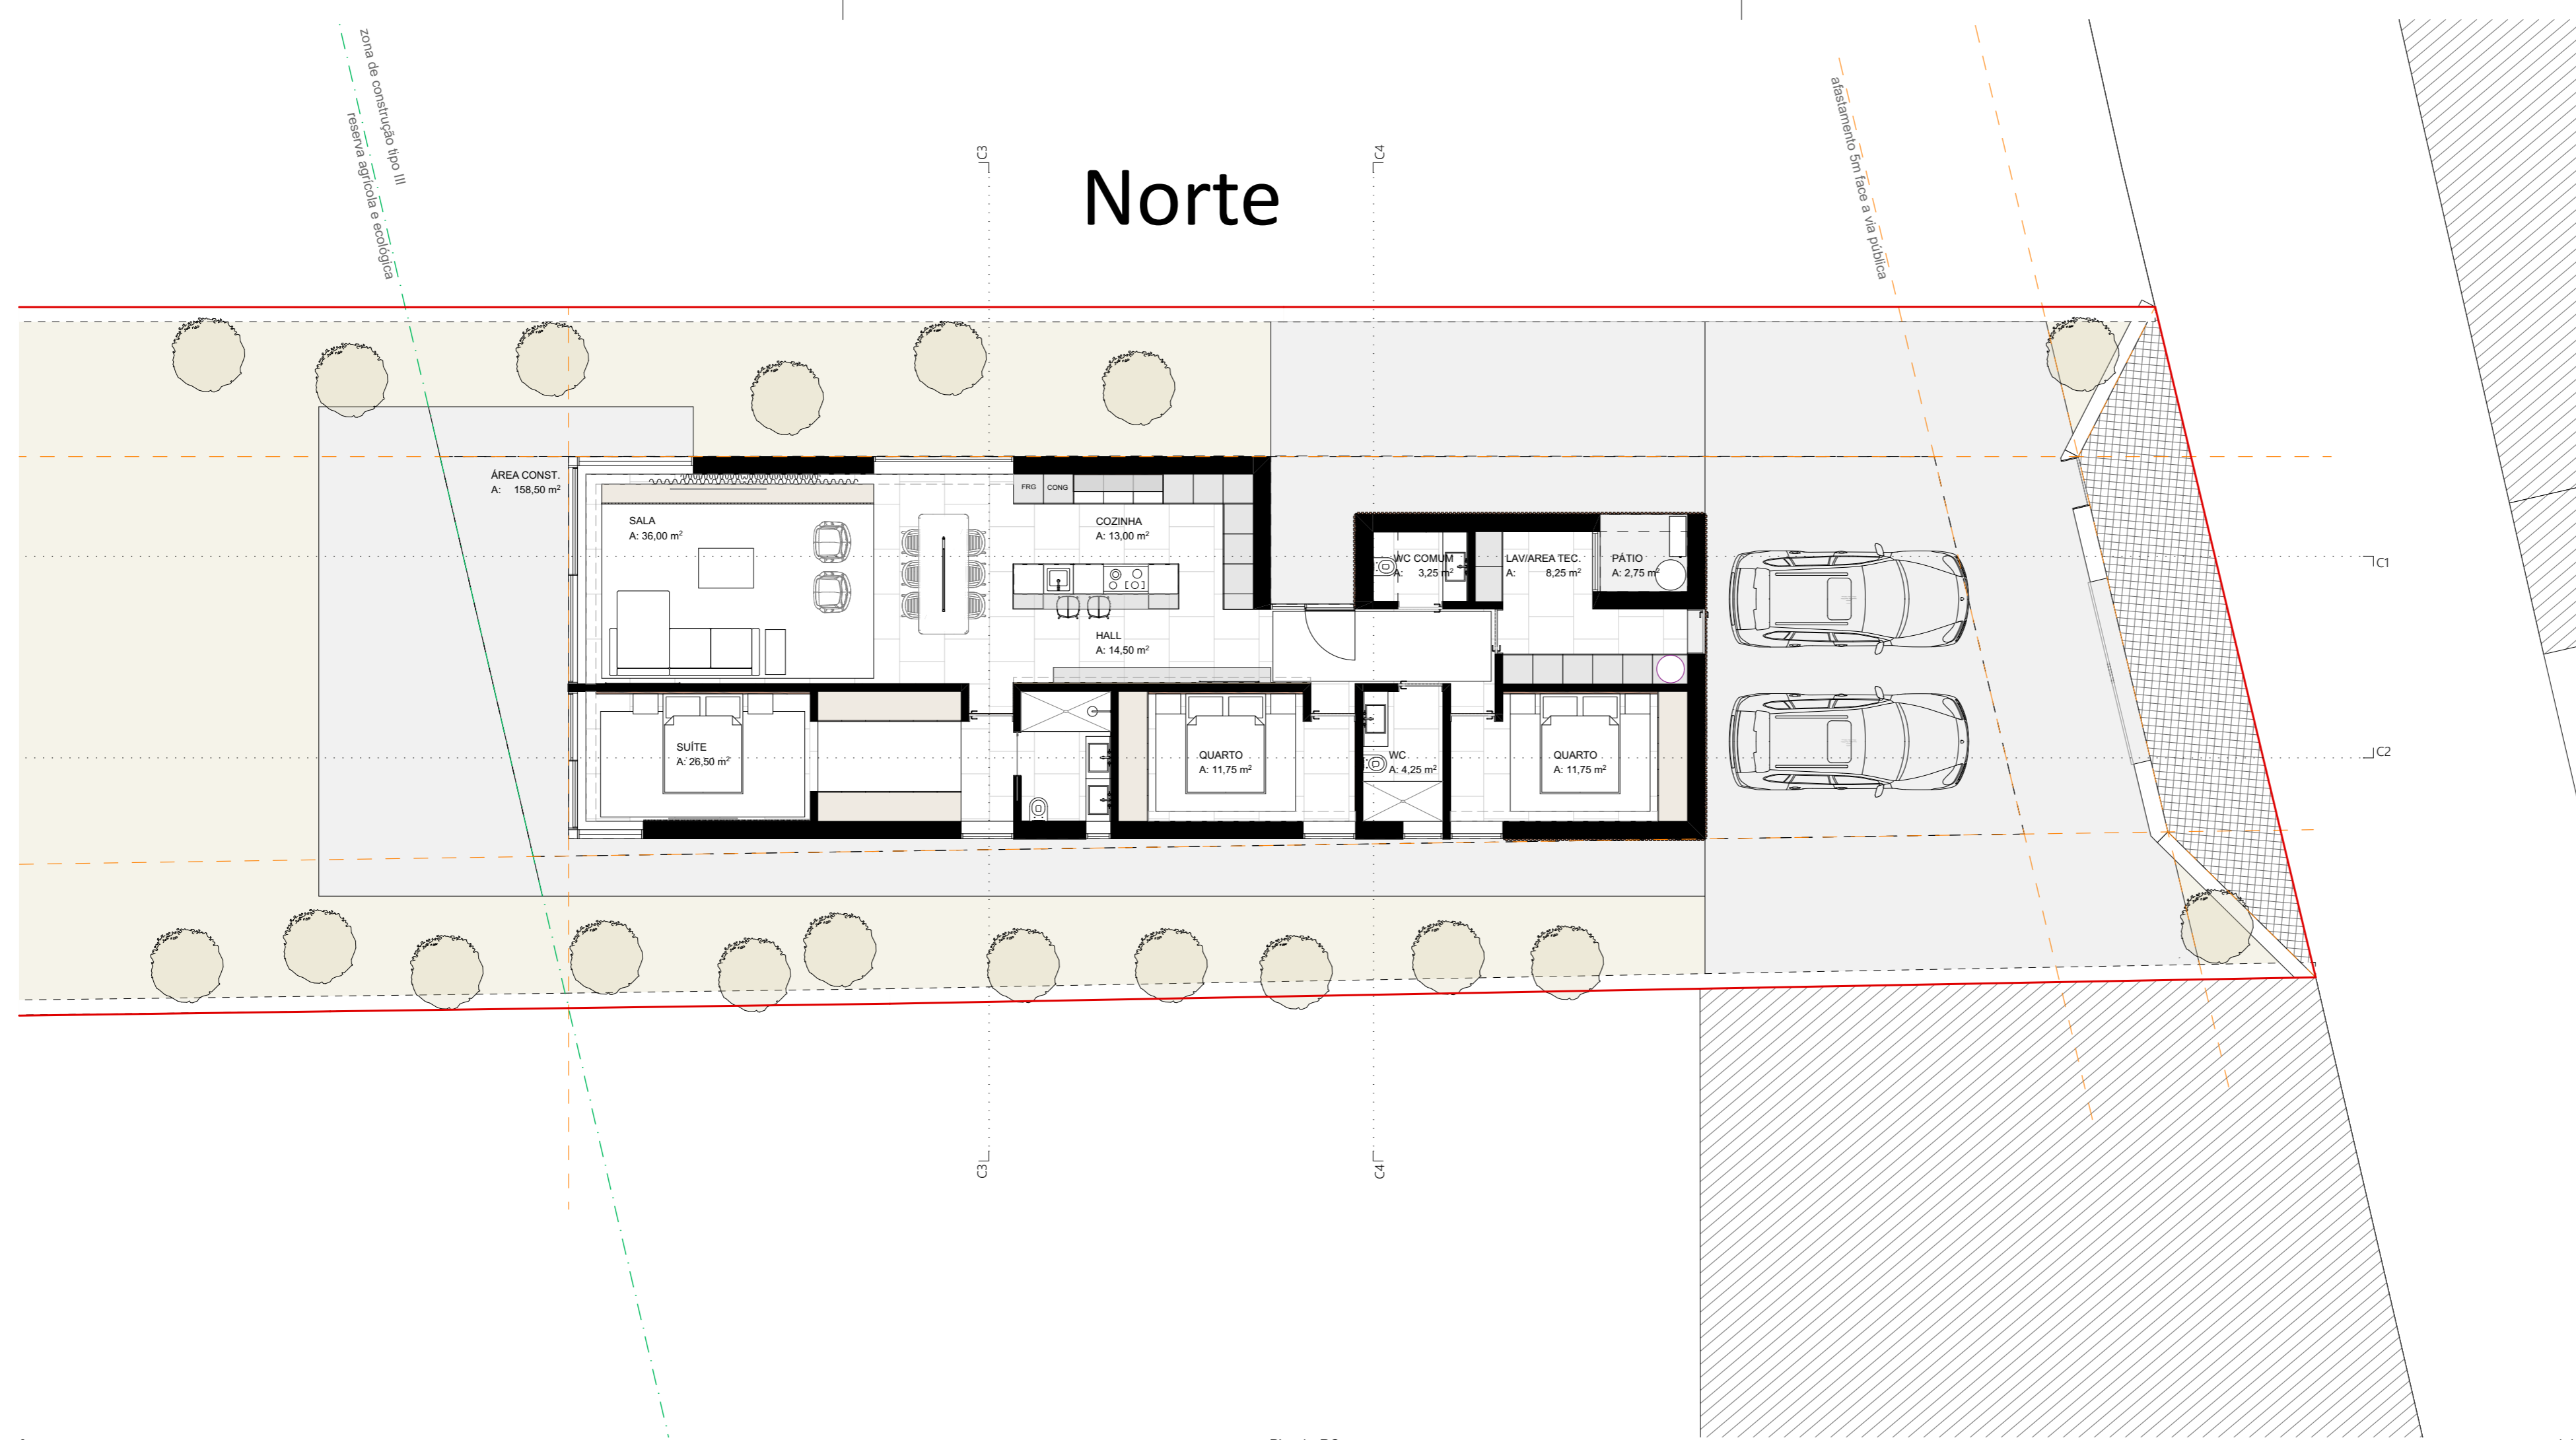 zona de construção tipo III
reserva agrícola e ecológica
afastamento 5m face a via pública
C3
C4
Norte
ÁREA CONST.
A: 158,50 m²
SALA
A: 36,00 m²
FRG
CONG
COZINHA
A: 13,00 m²
HALL
A: 14,50 m²
WC COMUM
A: 3,25 m²
LAV/AREA TEC.
A: 8,25 m²
PÁTIO
A: 2,75 m²
C1
SUÍTE
A: 26,50 m²
QUARTO
A: 11,75 m²
WC
A: 4,25 m²
QUARTO
A: 11,75 m²
C2
C3
C4